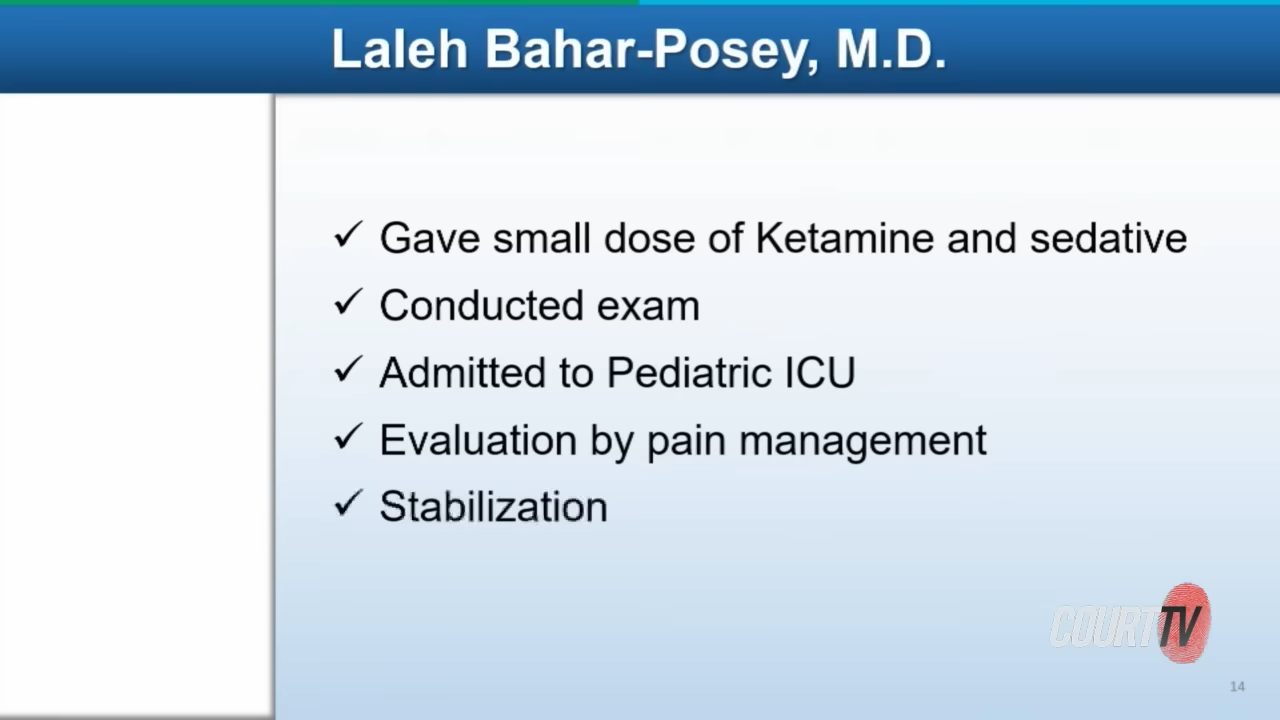 Laleh Bahar-Posey, M.D.
✓ Gave small dose of Ketamine and sedative
✓ Conducted exam
✓ Admitted to Pediatric ICU
✓ Evaluation by pain management
✓ Stabilization
COURT TV
14